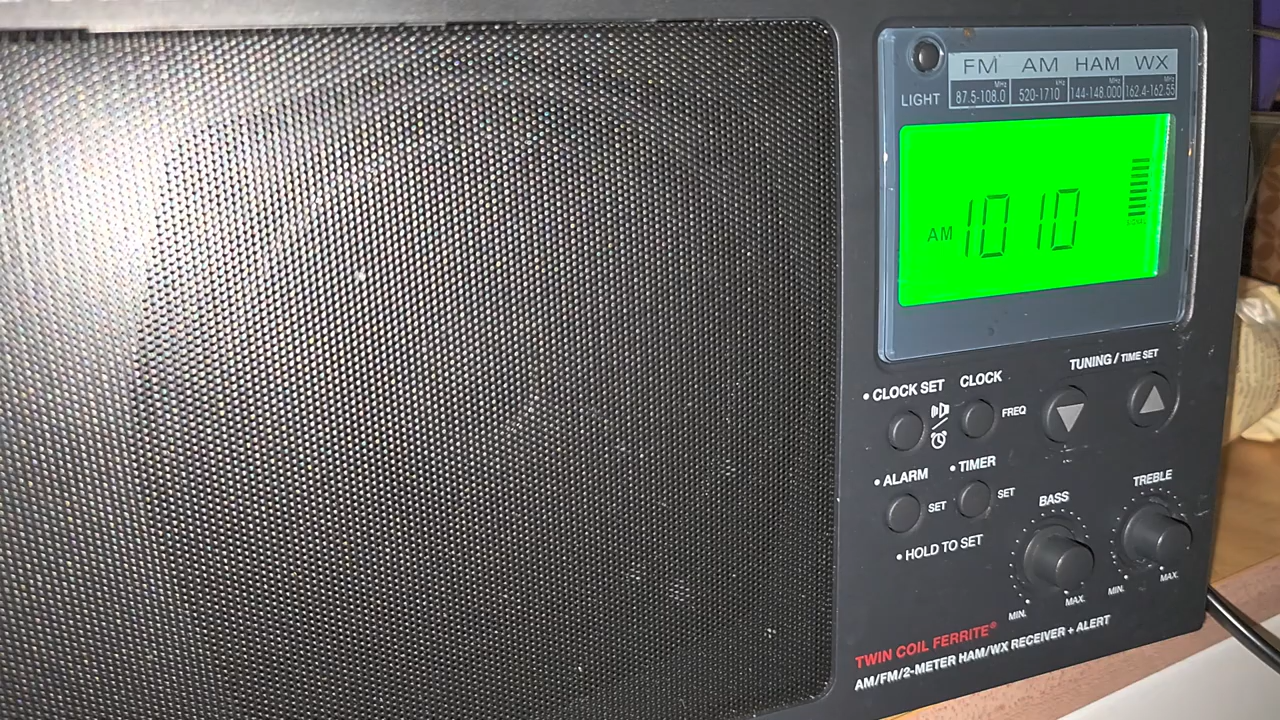 FM AM HAM WX
MHz kHz MHz MHz
LIGHT 87.5-108.0 520-1710 144-148.000 162.4-162.55
AM 1010
SIGNAL
TUNING / TIME SET
• CLOCK SET CLOCK
FREQ
• ALARM • TIMER
SET SET
BASS TREBLE
• HOLD TO SET
MIN. MAX. MIN. MAX.
TWIN COIL FERRITE®
AM/FM/2-METER HAM/WX RECEIVER + ALERT